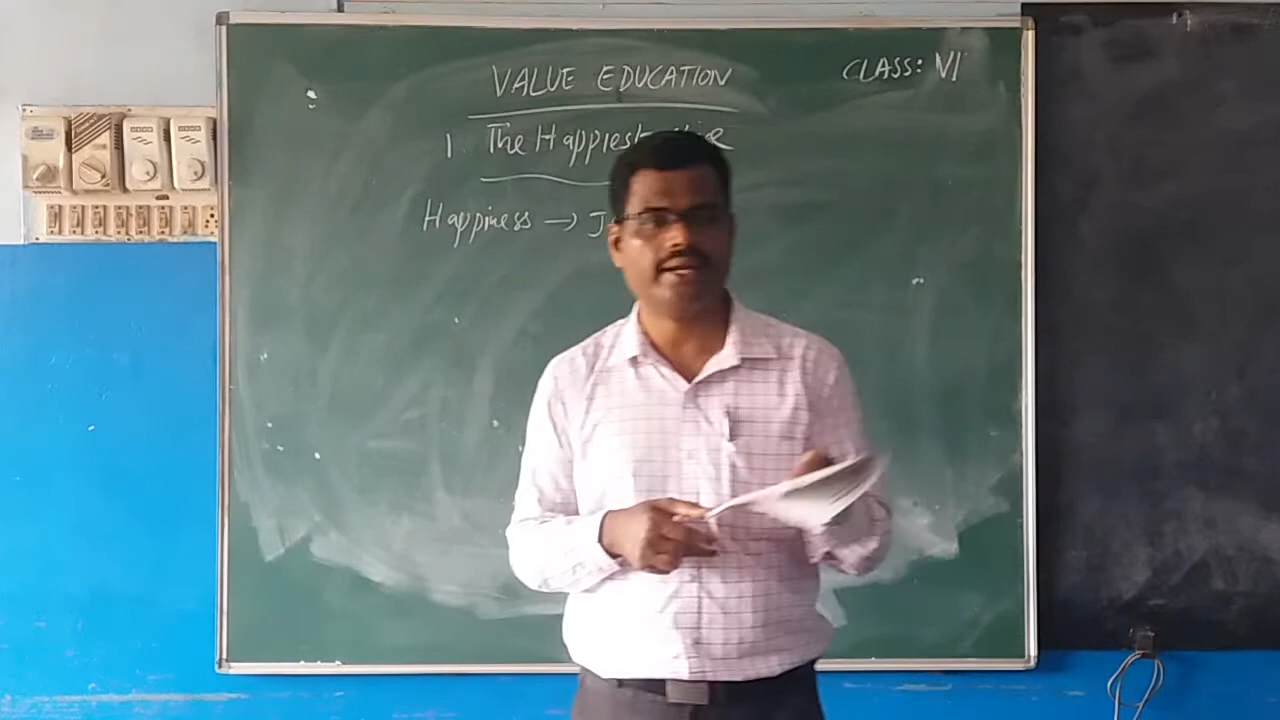 VALUE EDUCATION
CLASS: VI
1. The Happiest
Happiness →